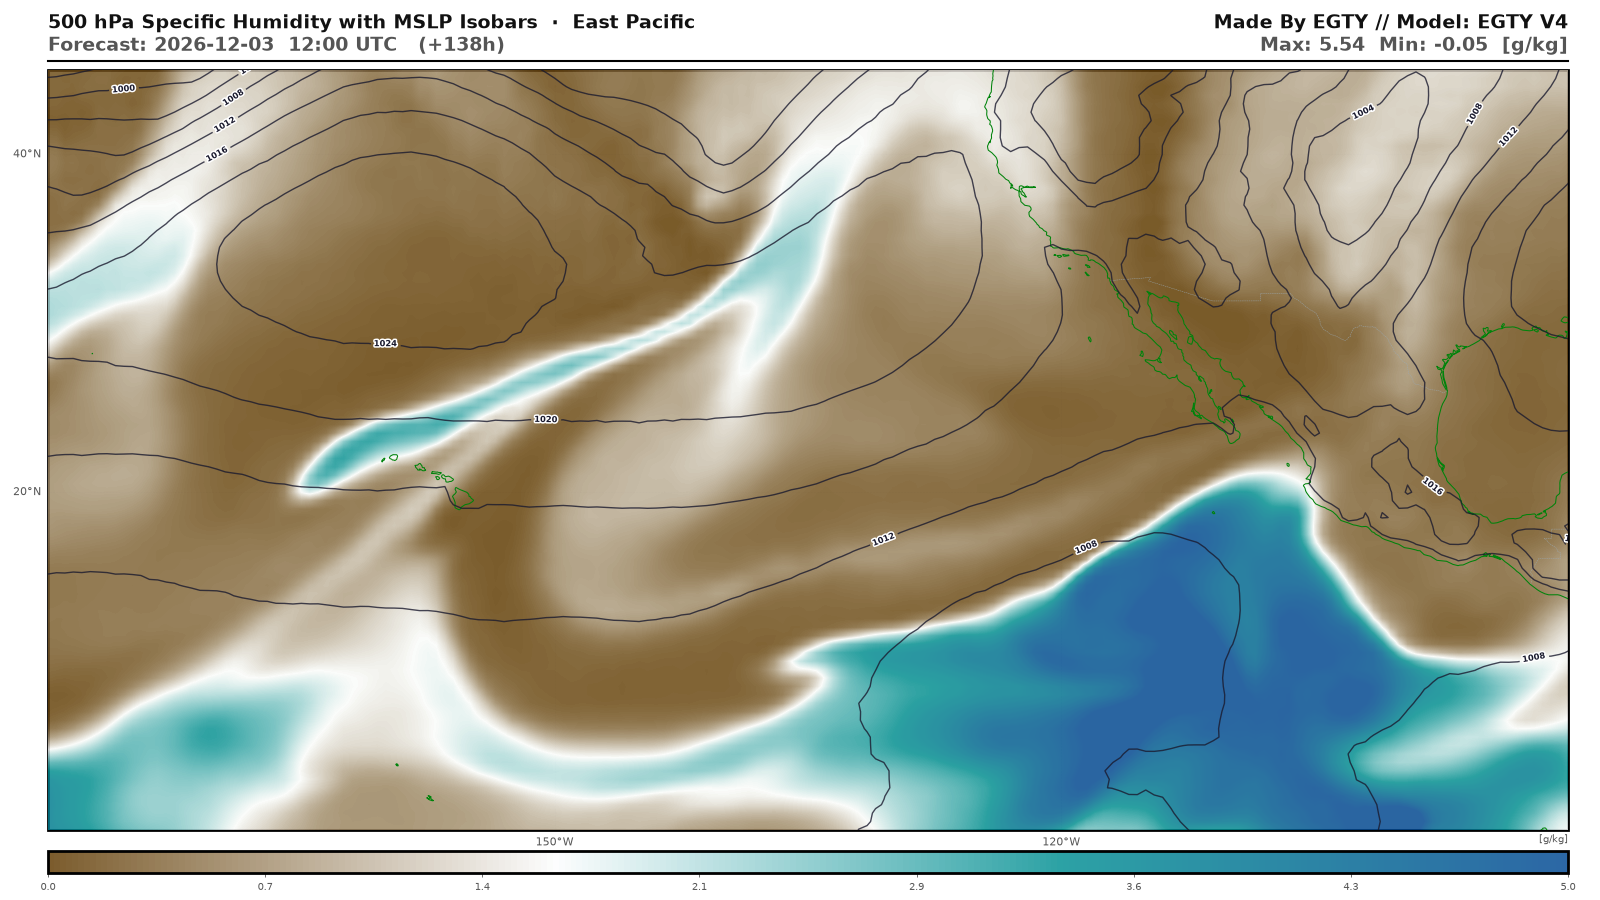 500 hPa Specific Humidity with MSLP Isobars · East Pacific
Made By EGTY // Model: EGTY V4
Forecast: 2026-12-03 12:00 UTC (+138h)
Max: 5.54 Min: -0.05 [g/kg]
1000
1008
1012
1016
1004
1008
1012
40°N
1024
1020
20°N
1016
1012
1008
1008
150°W
120°W
[g/kg]
0.0 0.7 1.4 2.1 2.9 3.6 4.3 5.0